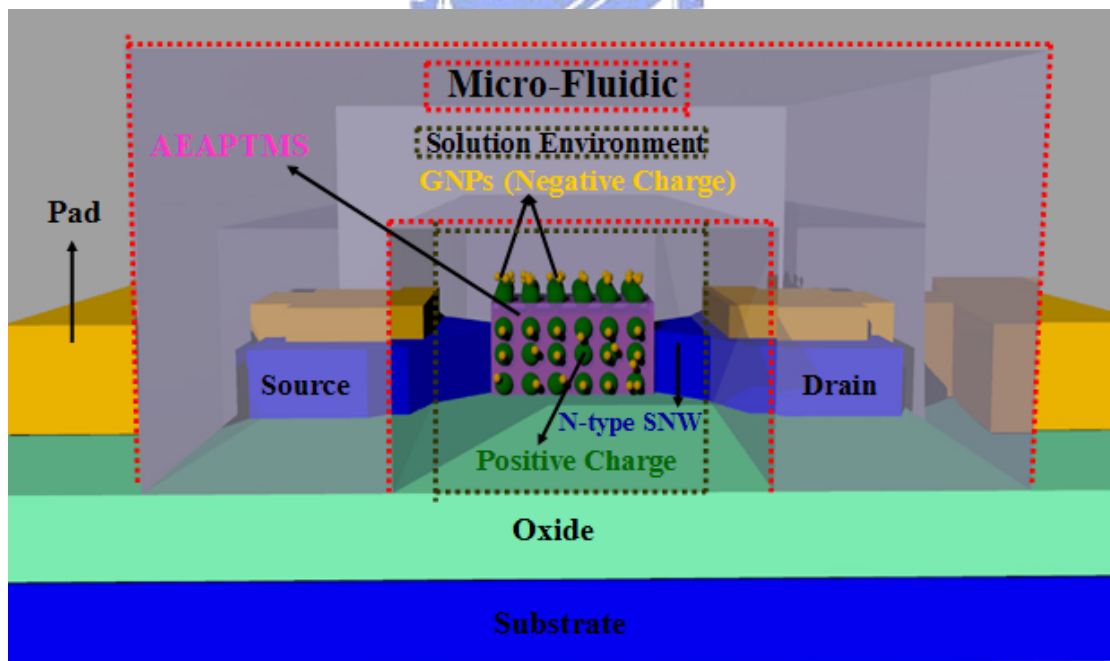 Micro-Fluidic
Solution Environment
AEAPTMS
GNPs (Negative Charge)
Pad
Source
Drain
N-type SNW
Positive Charge
Oxide
Substrate